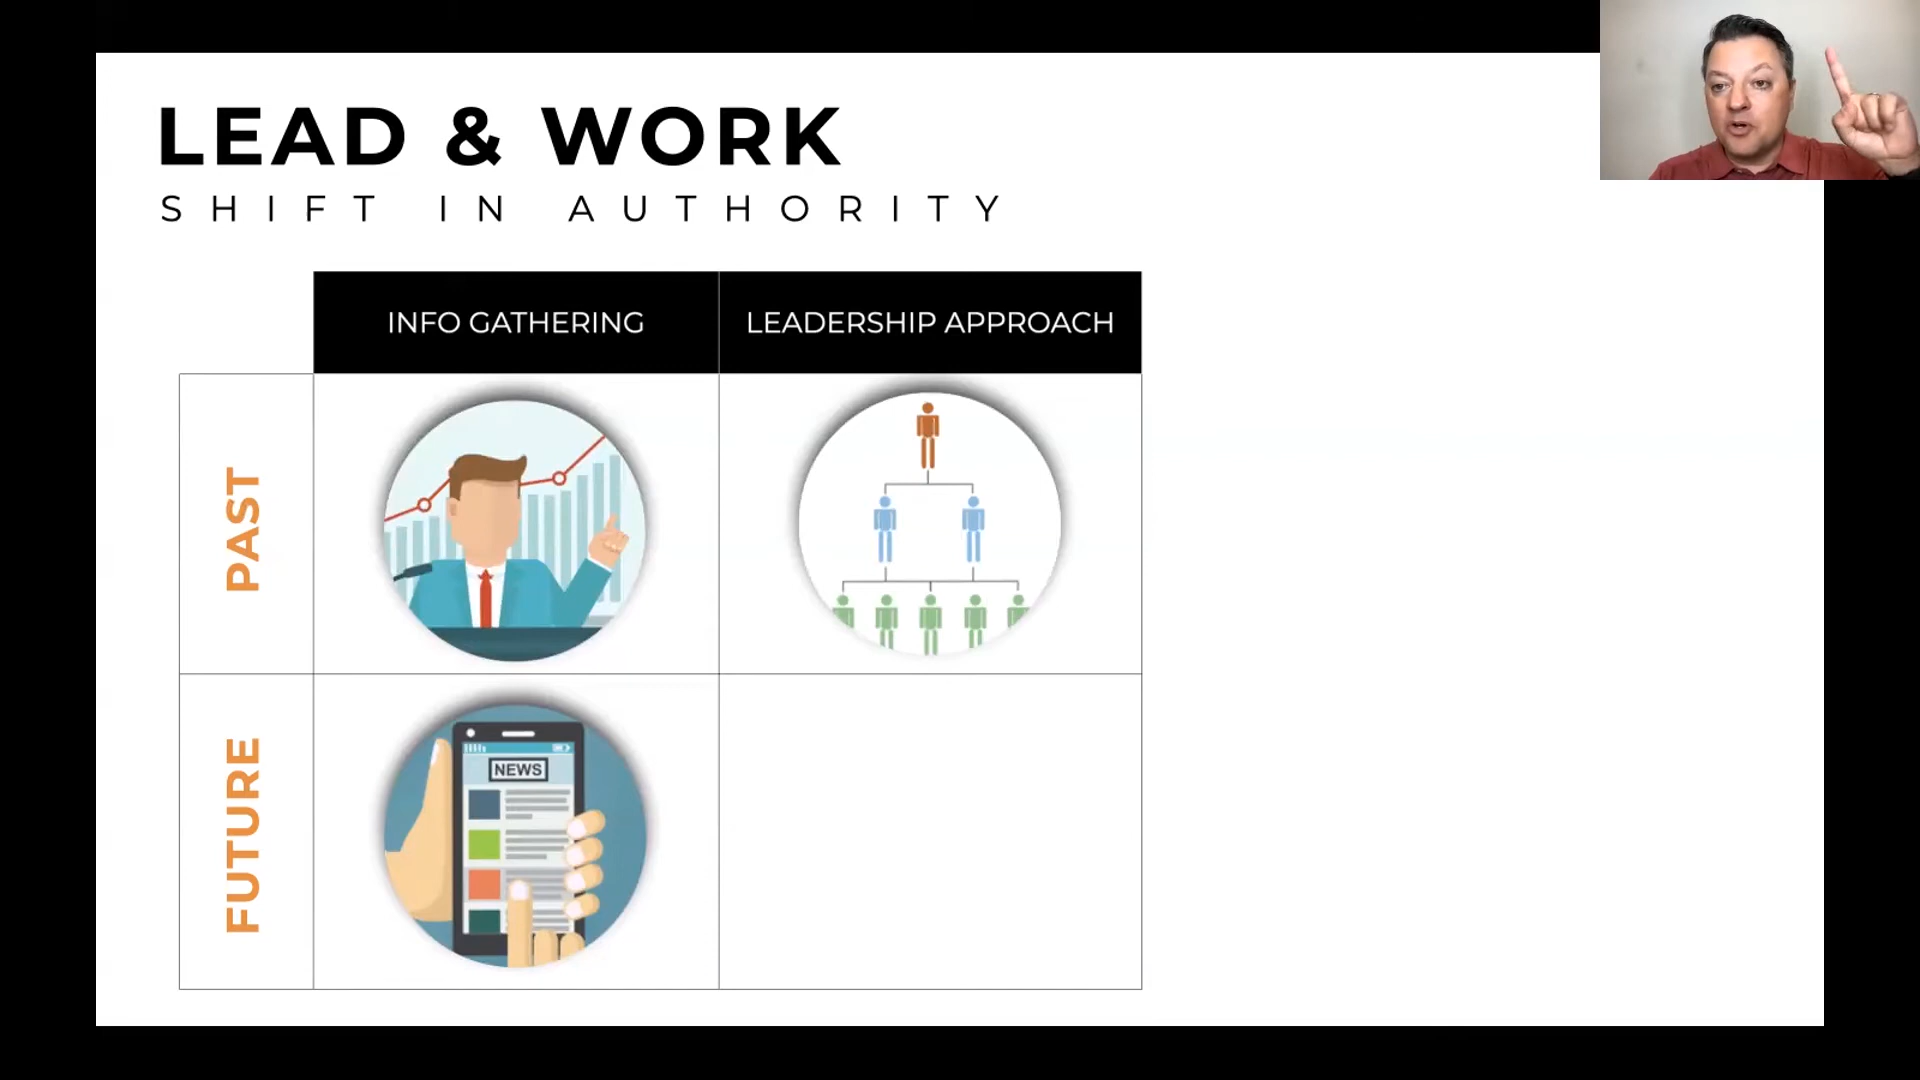 LEAD & WORK
SHIFT IN AUTHORITY
INFO GATHERING
LEADERSHIP APPROACH
PAST
FUTURE
NEWS